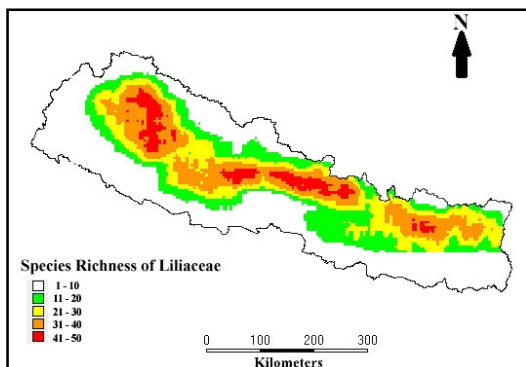 N
Species Richness of Liliaceae
1 - 10
11 - 20
21 - 30
31 - 40
41 - 50
0 100 200 300
Kilometers